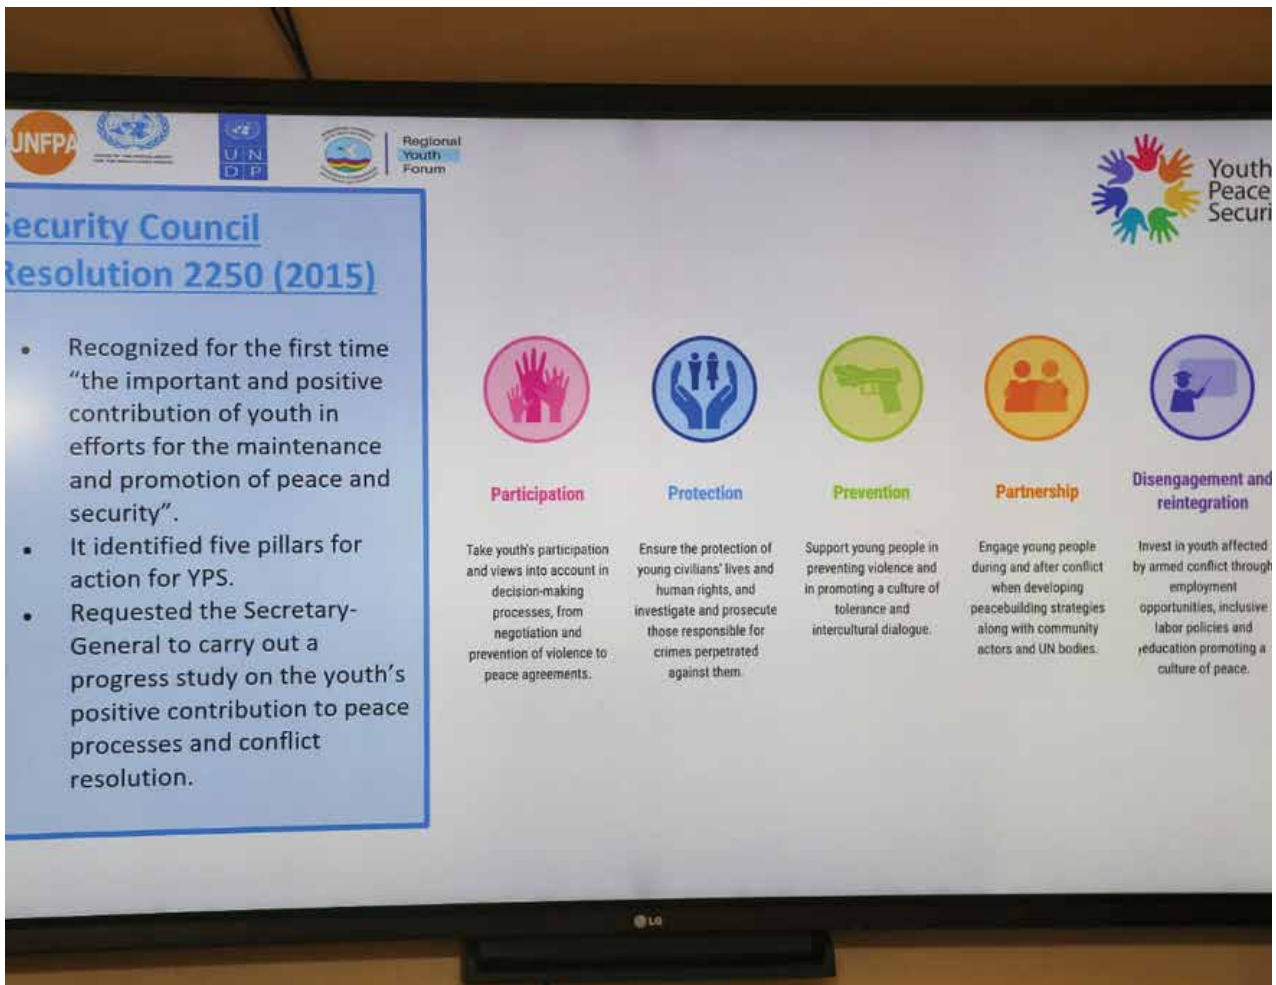 UNFPA
U N
D P
Regional
Youth
Forum
Youth
Peace
Securi
Security Council
Resolution 2250 (2015)
• Recognized for the first time
“the important and positive
contribution of youth in
efforts for the maintenance
and promotion of peace and
security”.
• It identified five pillars for
action for YPS.
• Requested the Secretary-
General to carry out a
progress study on the youth’s
positive contribution to peace
processes and conflict
resolution.
Participation
Take youth's participation
and views into account in
decision-making
processes, from
negotiation and
prevention of violence to
peace agreements.
Protection
Ensure the protection of
young civilians' lives and
human rights, and
investigate and prosecute
those responsible for
crimes perpetrated
against them.
Prevention
Support young people in
preventing violence and
in promoting a culture of
tolerance and
intercultural dialogue.
Partnership
Engage young people
during and after conflict
when developing
peacebuilding strategies
along with community
actors and UN bodies.
Disengagement and
reintegration
Invest in youth affected
by armed conflict through
employment
opportunities, inclusive
labor policies and
education promoting a
culture of peace.
LG